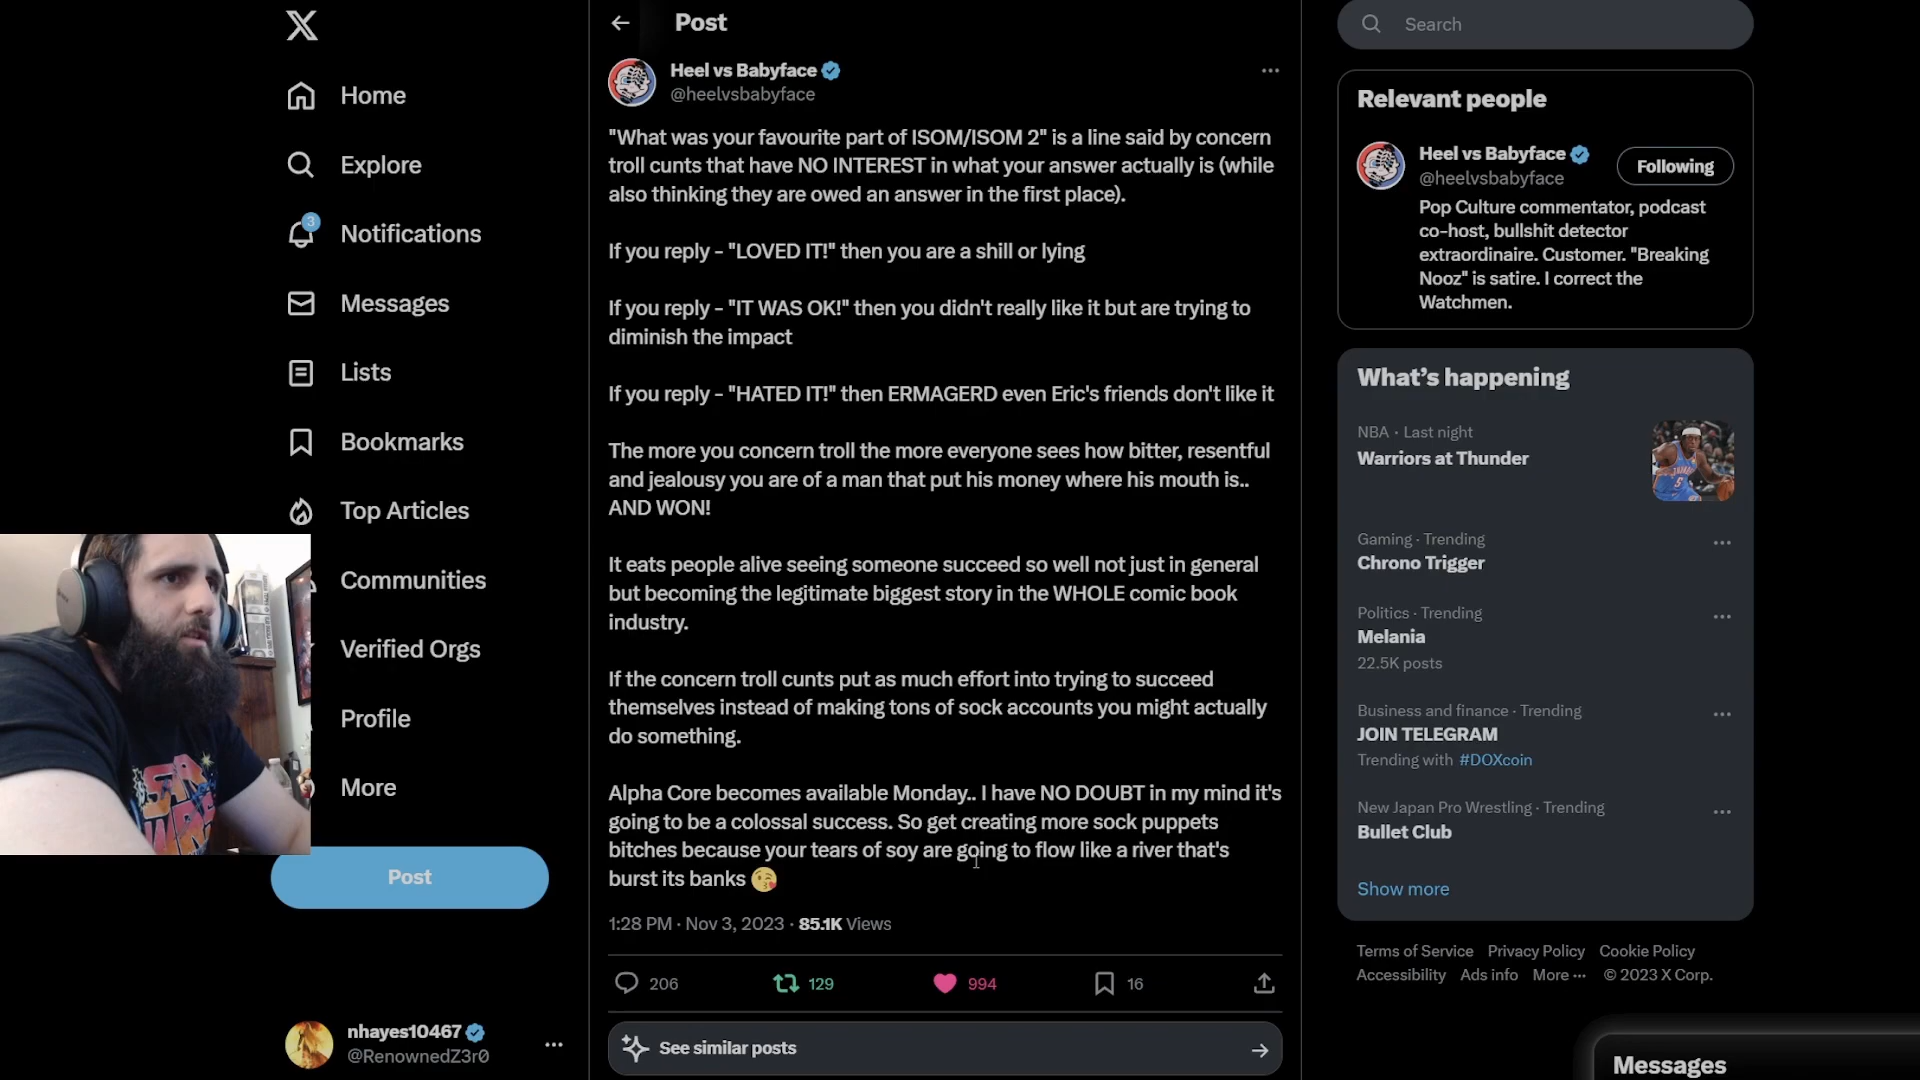 Home
Explore
3
Notifications
Messages
Lists
Bookmarks
Top Articles
Communities
Verified Orgs
Profile
More
Post
nhayes10467
@RenownedZ3r0
Post
Heel vs Babyface
@heelvsbabyface
"What was your favourite part of ISOM/ISOM 2" is a line said by concern
troll cunts that have NO INTEREST in what your answer actually is (while
also thinking they are owed an answer in the first place).
If you reply - "LOVED IT!" then you are a shill or lying
If you reply - "IT WAS OK!" then you didn't really like it but are trying to
diminish the impact
If you reply - "HATED IT!" then ERMAGERD even Eric's friends don't like it
The more you concern troll the more everyone sees how bitter, resentful
and jealousy you are of a man that put his money where his mouth is..
AND WON!
It eats people alive seeing someone succeed so well not just in general
but becoming the legitimate biggest story in the WHOLE comic book
industry.
If the concern troll cunts put as much effort into trying to succeed
themselves instead of making tons of sock accounts you might actually
do something.
Alpha Core becomes available Monday.. I have NO DOUBT in my mind it's
going to be a colossal success. So get creating more sock puppets
bitches because your tears of soy are going to flow like a river that's
burst its banks 😘
1:28 PM · Nov 3, 2023 · 85.1K Views
206 129 994 16
See similar posts
Search
Relevant people
Heel vs Babyface
@heelvsbabyface
Following
Pop Culture commentator, podcast
co-host, bullshit detector
extraordinaire. Customer. "Breaking
Nooz" is satire. I correct the
Watchmen.
What's happening
NBA · Last night
Warriors at Thunder
Gaming · Trending
Chrono Trigger
Politics · Trending
Melania
22.5K posts
Business and finance · Trending
JOIN TELEGRAM
Trending with #DOXcoin
New Japan Pro Wrestling · Trending
Bullet Club
Show more
Terms of Service Privacy Policy Cookie Policy
Accessibility Ads info More ··· © 2023 X Corp.
Messages
STAR
WARS